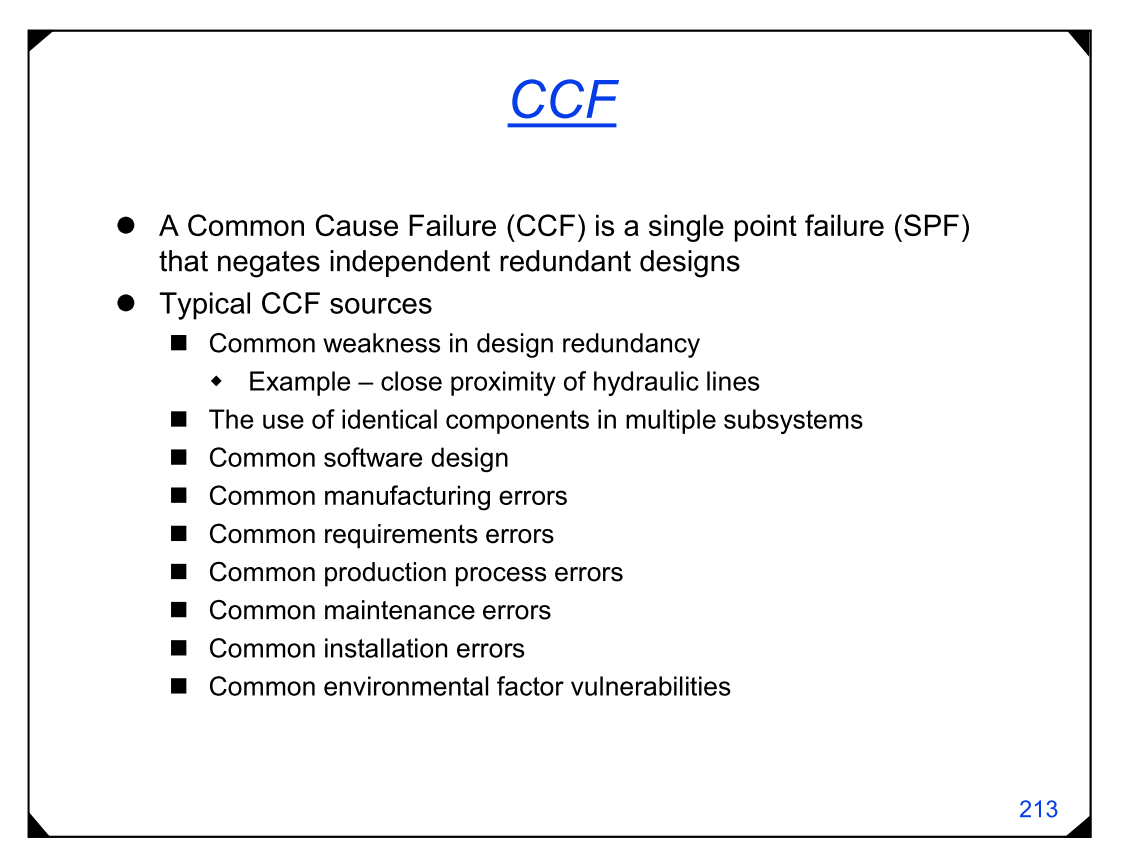 CCF
● A Common Cause Failure (CCF) is a single point failure (SPF)
that negates independent redundant designs
● Typical CCF sources
■ Common weakness in design redundancy
◆ Example – close proximity of hydraulic lines
■ The use of identical components in multiple subsystems
■ Common software design
■ Common manufacturing errors
■ Common requirements errors
■ Common production process errors
■ Common maintenance errors
■ Common installation errors
■ Common environmental factor vulnerabilities
213